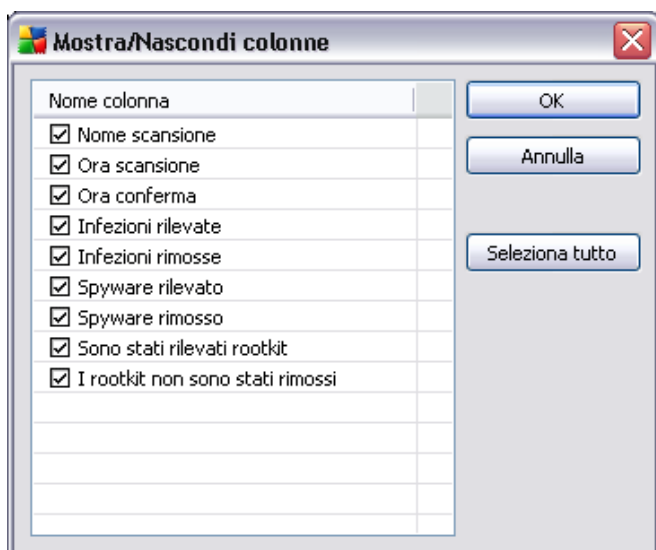 Mostra/Nascondi colonne
Nome colonna
Nome scansione
Ora scansione
Ora conferma
Infezioni rilevate
Infezioni rimosse
Spyware rilevato
Spyware rimosso
Sono stati rilevati rootkit
I rootkit non sono stati rimossi
OK
Annulla
Seleziona tutto